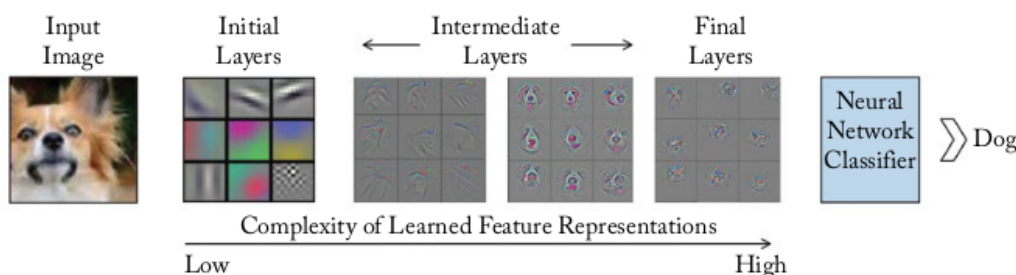 Input
Image
Initial
Layers
Intermediate
Layers
Final
Layers
Neural
Network
Classifier
Dog
Complexity of Learned Feature Representations
Low
High